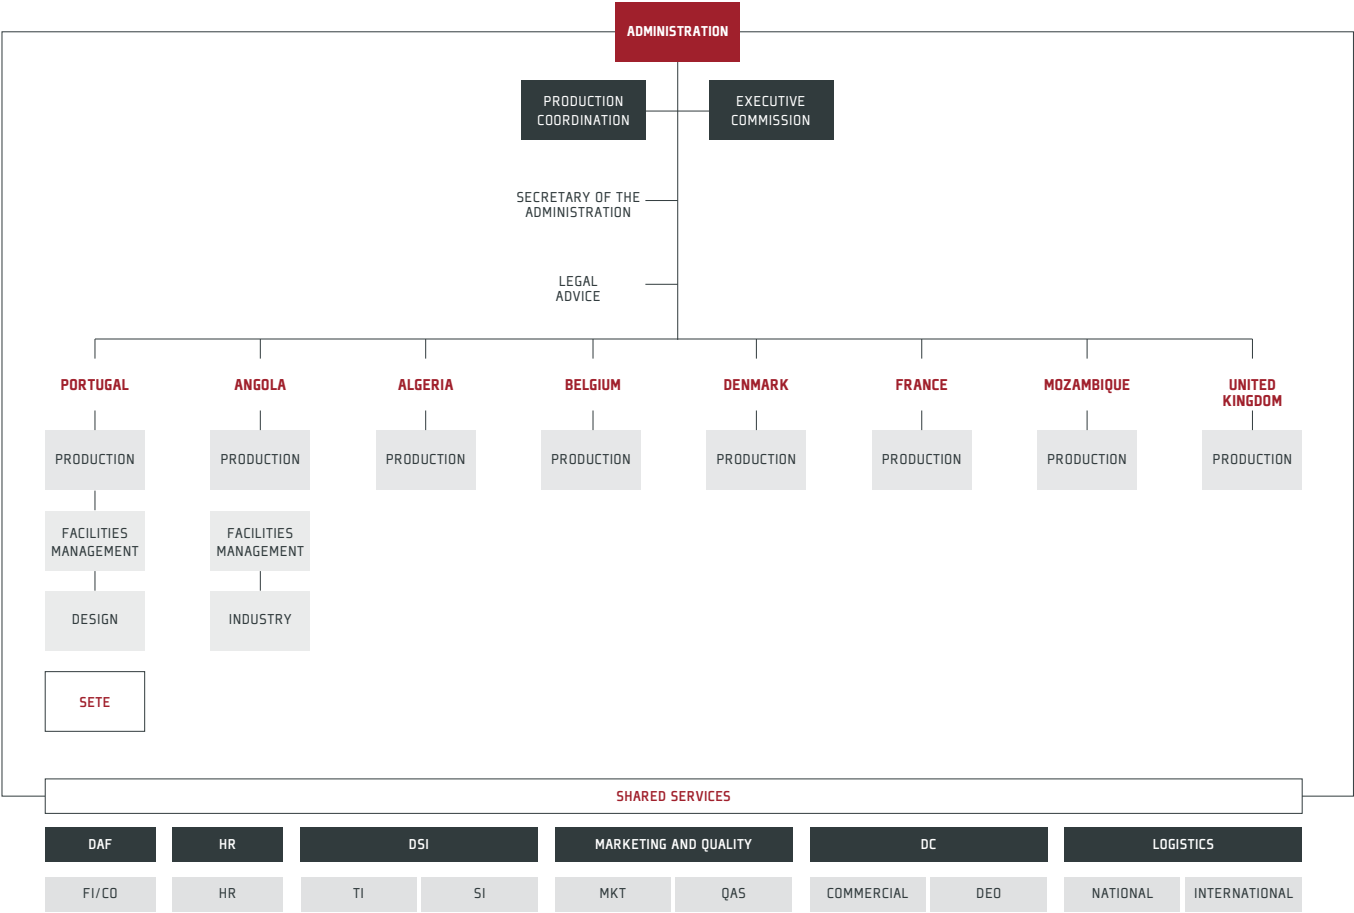 ADMINISTRATION
PRODUCTION
COORDINATION
EXECUTIVE
COMMISSION
SECRETARY OF THE
ADMINISTRATION
LEGAL
ADVICE
PORTUGAL
ANGOLA
ALGERIA
BELGIUM
DENMARK
FRANCE
MOZAMBIQUE
UNITED
KINGDOM
PRODUCTION
PRODUCTION
PRODUCTION
PRODUCTION
PRODUCTION
PRODUCTION
PRODUCTION
PRODUCTION
FACILITIES
MANAGEMENT
FACILITIES
MANAGEMENT
DESIGN
INDUSTRY
SETE
SHARED SERVICES
DAF
HR
DSI
MARKETING AND QUALITY
DC
LOGISTICS
FI/CO
HR
TI
SI
MKT
QAS
COMMERCIAL
DEO
NATIONAL
INTERNATIONAL